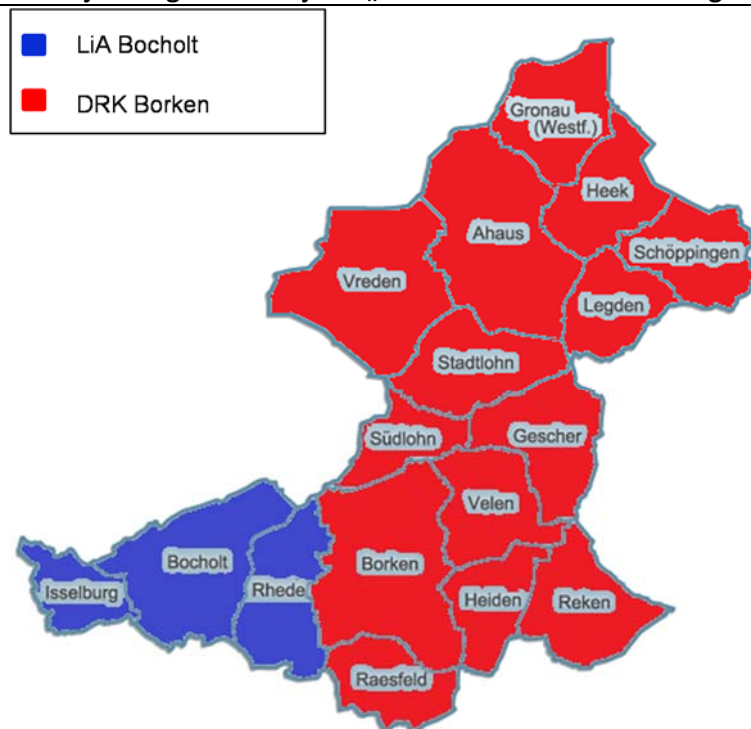 LiA Bocholt
DRK Borken
Gronau
(Westf.)
Heek
Ahaus
Schöppingen
Vreden
Legden
Stadtlohn
Südlohn
Gescher
Velen
Bocholt
Borken
Isselburg
Rhede
Heiden
Reken
Raesfeld